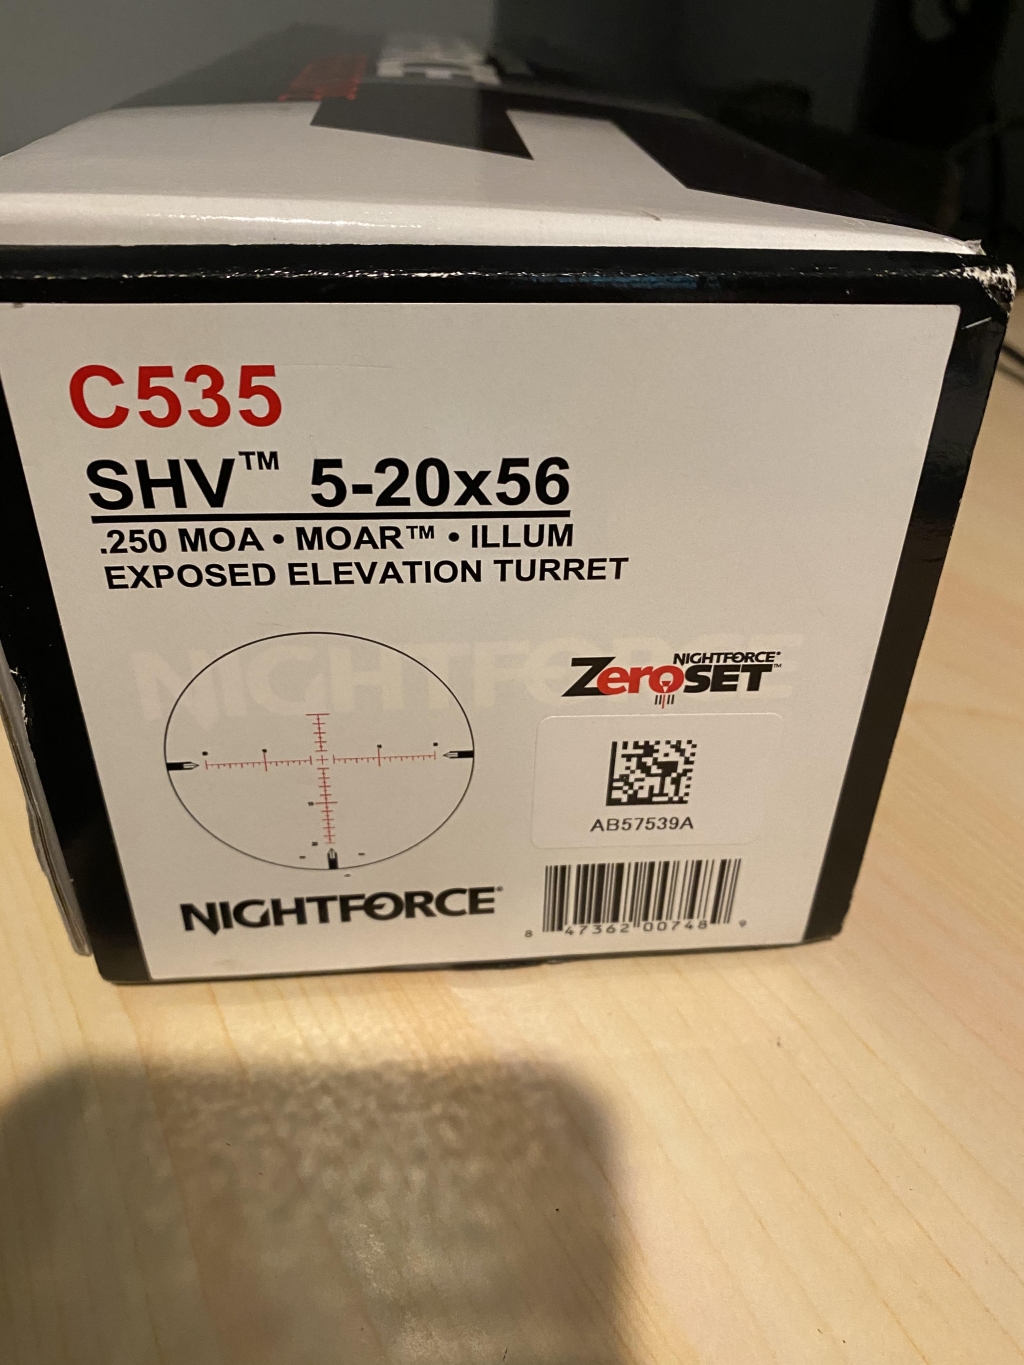 C535
SHV™ 5-20x56
.250 MOA • MOAR™ • ILLUM
EXPOSED ELEVATION TURRET
NIGHTFORCE
NIGHTFORCE®
ZeroSET™
AB57539A
NIGHTFORCE®
8 47362 00748 9